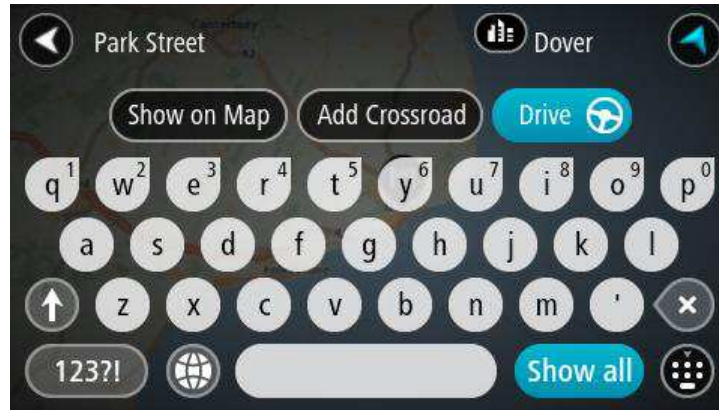 Park Street Dover
Show on Map Add Crossroad Drive
q1 w2 e3 r4 t5 y6 u7 i8 o9 p0
a s d f g h j k l
z x c v b n m '
123?! Show all